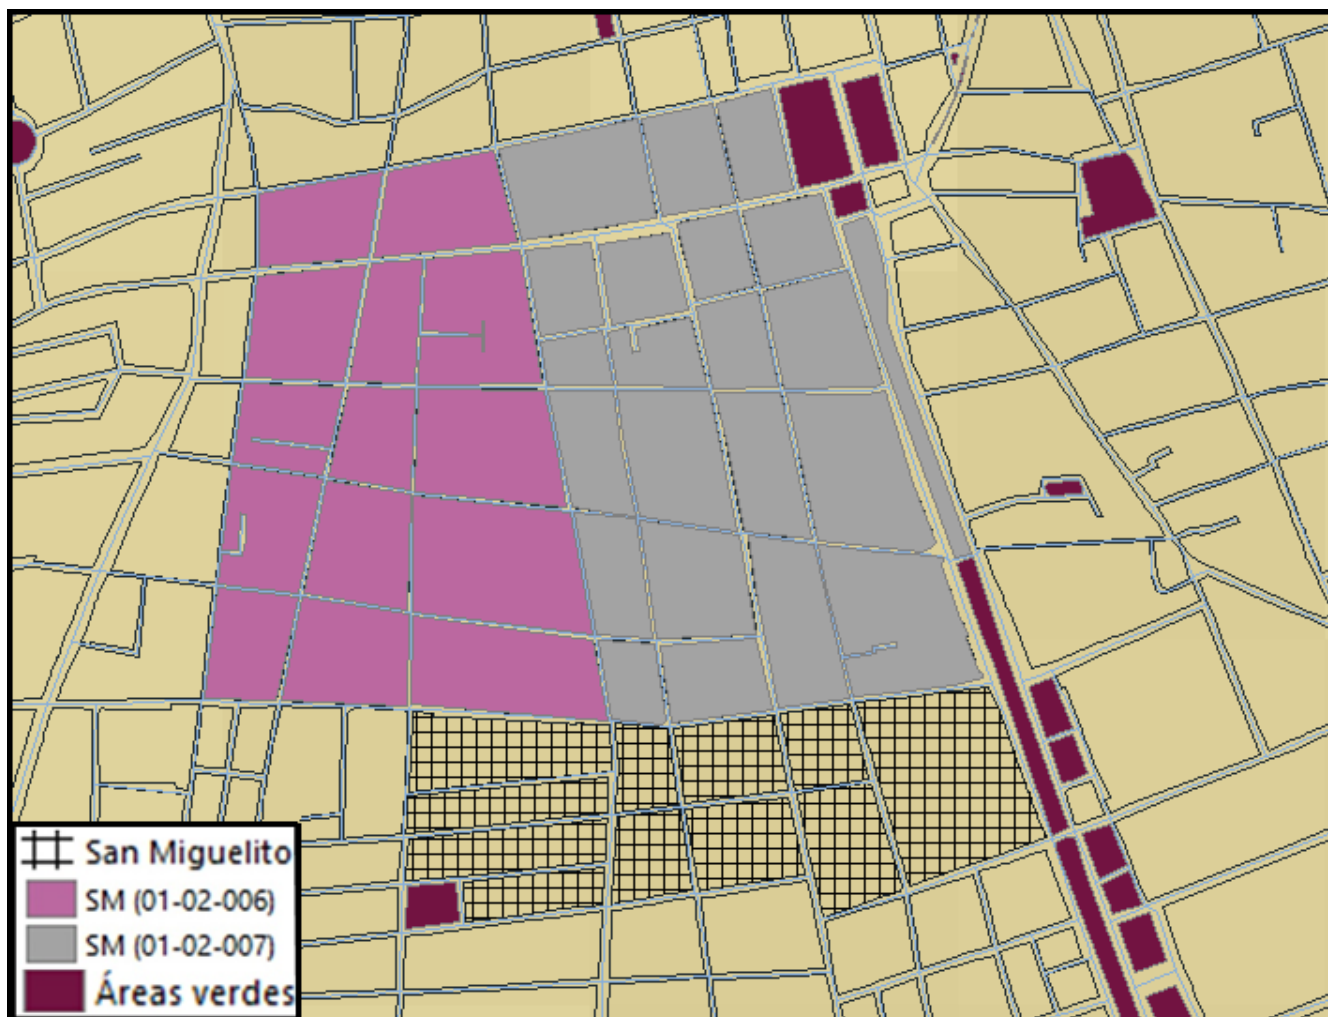 San Miguelito
SM (01-02-006)
SM (01-02-007)
Áreas verdes